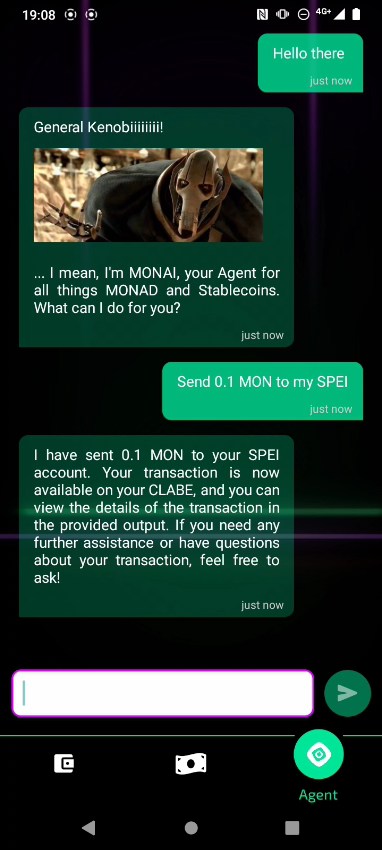 19:08
4G+
Hello there
just now
General Kenobiiiiiiii!
... I mean, I'm MONAI, your Agent for
all things MONAD and Stablecoins.
What can I do for you?
just now
Send 0.1 MON to my SPEI
just now
I have sent 0.1 MON to your SPEI
account. Your transaction is now
available on your CLABE, and you can
view the details of the transaction in
the provided output. If you need any
further assistance or have questions
about your transaction, feel free to
ask!
just now
Agent